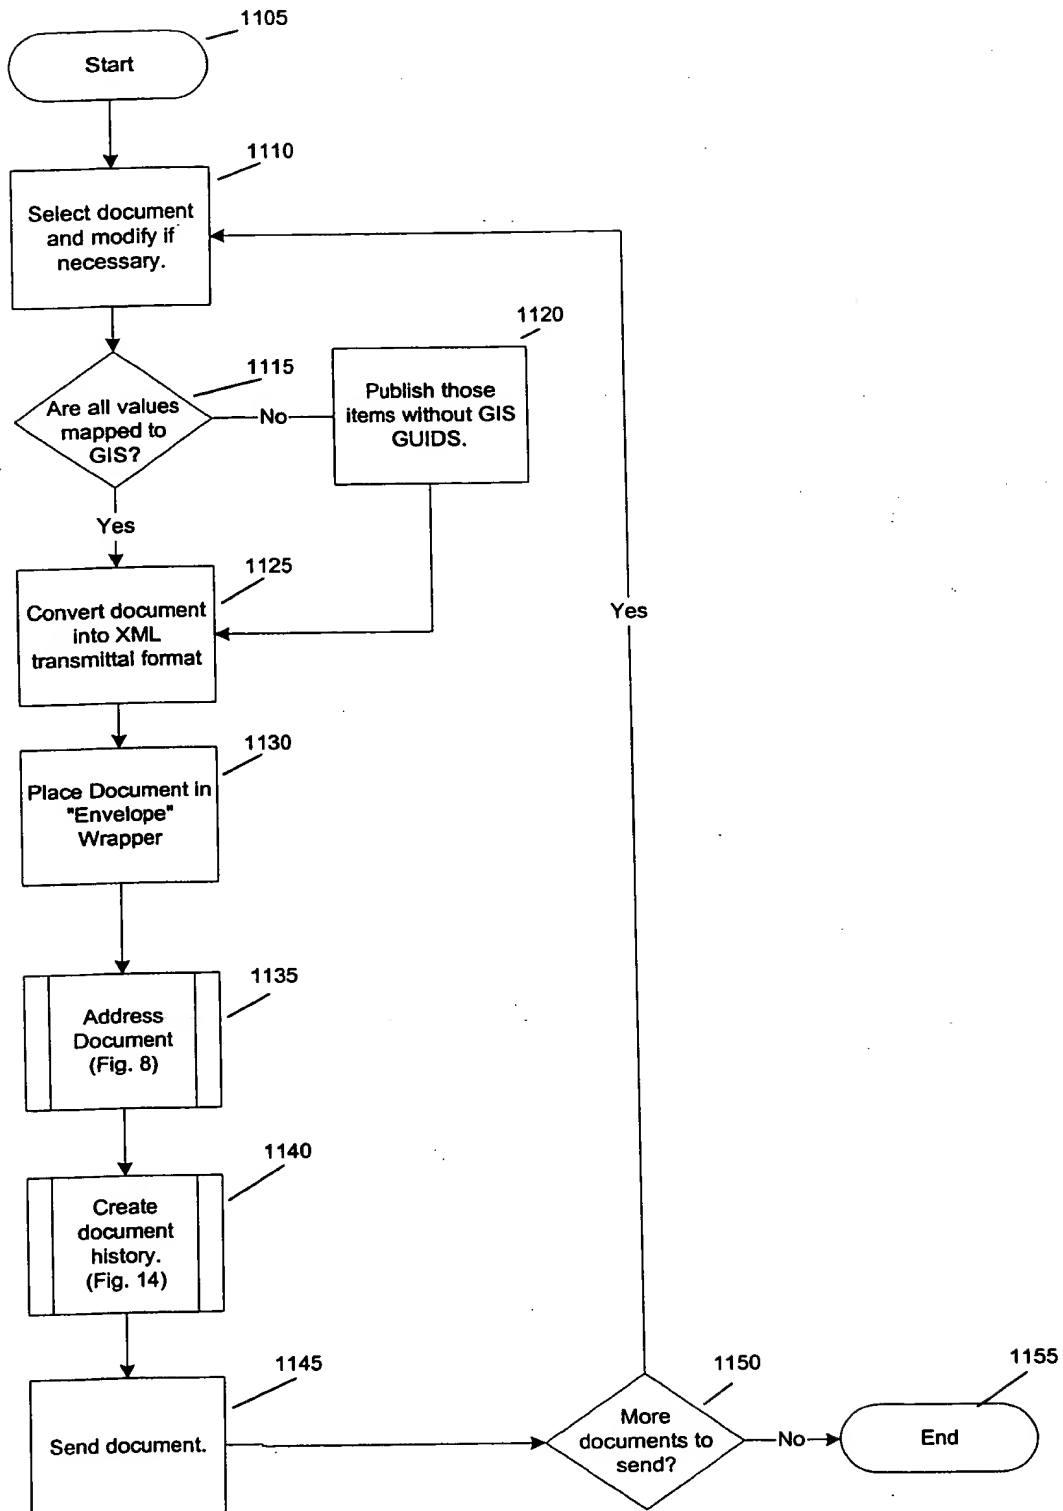 1105
Start
1110
Select document
and modify if
necessary.
1115
Are all values
mapped to
GIS?
No
1120
Publish those
items without GIS
GUIDS.
Yes
1125
Convert document
into XML
transmittal format
Yes
1130
Place Document in
"Envelope"
Wrapper
1135
Address
Document
(Fig. 8)
1140
Create
document
history.
(Fig. 14)
1145
Send document.
1150
More
documents to
send?
No
1155
End